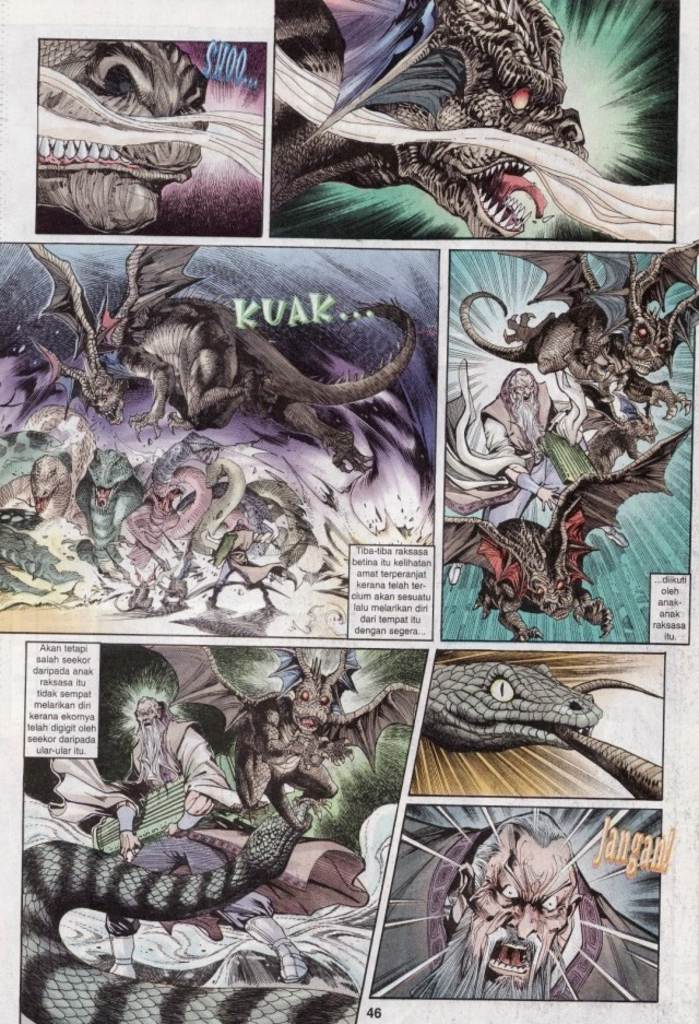 SHOO...
KUAK...
Tiba-tiba raksasa
betina itu kelihatan
amat terperanjat
kerana telah ter-
cium akan sesuatu
lalu melarikan diri
dari tempat itu
dengan segera...
...diikuti
oleh
anak-
anak
raksasa
itu.
Akan tetapi
salah seekor
daripada anak
raksasa itu
tidak sempat
melarikan diri
kerana ekornya
telah digigit oleh
seekor daripada
ular-ular itu.
Jangan!
46